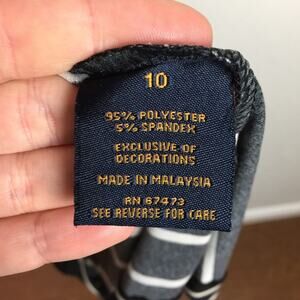 10
95% POLYESTER
5% SPANDEX
EXCLUSIVE OF
DECORATIONS
MADE IN MALAYSIA
RN 67473
SEE REVERSE FOR CARE